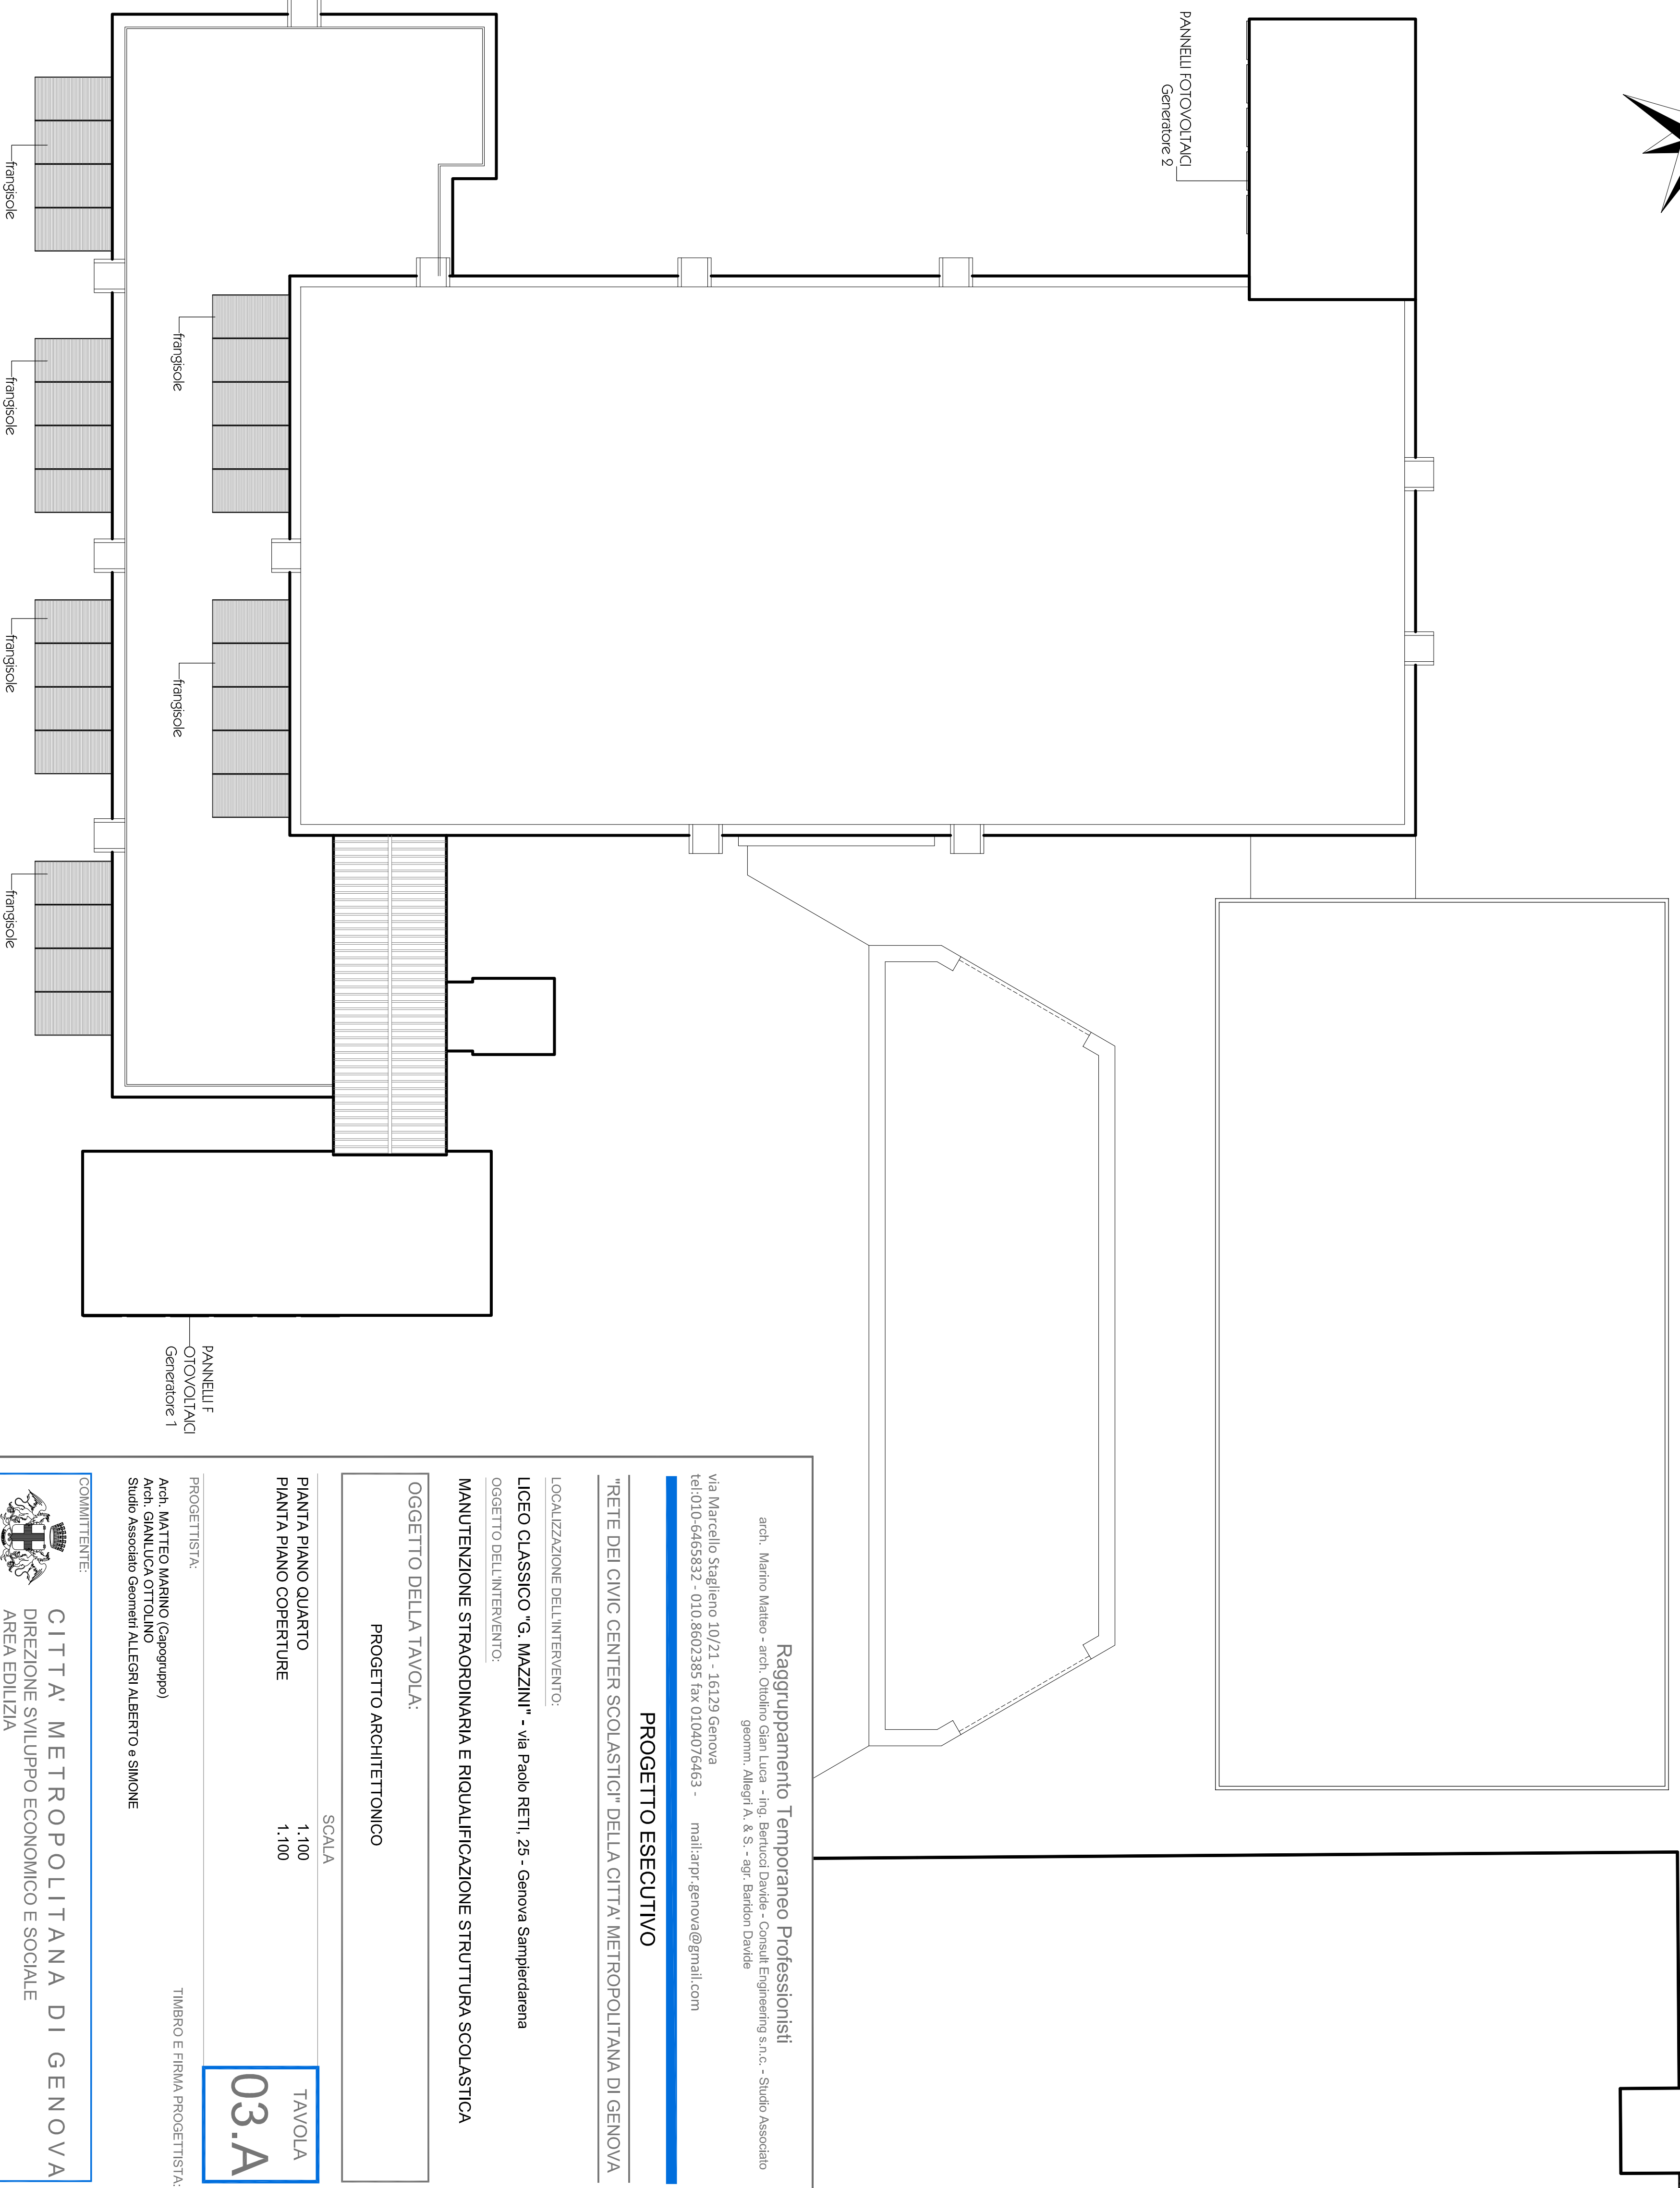 PANNELLI FOTOVOLTAICI
Generatore 2
frangisole
frangisole
frangisole
frangisole
frangisole
frangisole
PANNELLI F
OTOVOLTAICI
Generatore 1
Raggruppamento Temporaneo Professionisti
arch. Marino Matteo - arch. Ottolino Gian Luca - ing. Bertucci Davide - Consult Engineering s.n.c. - Studio Associato
geomm. Allegri A. & S. - agr. Baridon Davide
via Marcello Staglieno 10/21 - 16129 Genova
tel:010-6465832 - 010.8602385 fax 0104076463 - mail:arpr.genova@gmail.com
PROGETTO ESECUTIVO
"RETE DEI CIVIC CENTER SCOLASTICI" DELLA CITTA' METROPOLITANA DI GENOVA
LOCALIZZAZIONE DELL'INTERVENTO:
LICEO CLASSICO "G. MAZZINI" - via Paolo RETI, 25 - Genova Sampierdarena
OGGETTO DELL'INTERVENTO:
MANUTENZIONE STRAORDINARIA E RIQUALIFICAZIONE STRUTTURA SCOLASTICA
OGGETTO DELLA TAVOLA:
PROGETTO ARCHITETTONICO
SCALA
PIANTA PIANO QUARTO 1.100
PIANTA PIANO COPERTURE 1.100
TAVOLA
03.A
PROGETTISTA:
TIMBRO E FIRMA PROGETTISTA:
Arch. MATTEO MARINO (Capogruppo)
Arch. GIANLUCA OTTOLINO
Studio Associato Geometri ALLEGRI ALBERTO e SIMONE
COMMITTENTE:
CITTA' METROPOLITANA DI GENOVA
DIREZIONE SVILUPPO ECONOMICO E SOCIALE
AREA EDILIZIA